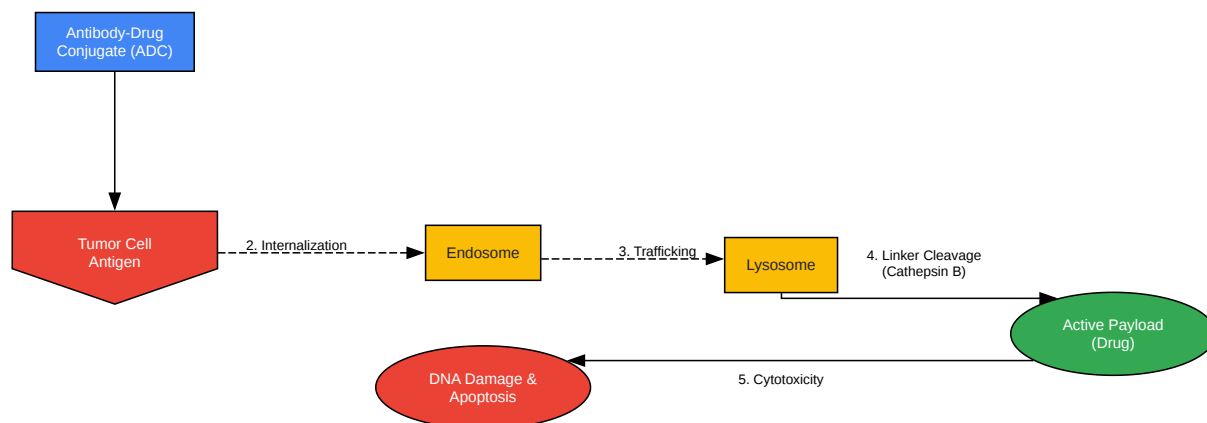 Antibody-Drug
Conjugate (ADC)
Tumor Cell
Antigen
2. Internalization
Endosome
3. Trafficking
Lysosome
4. Linker Cleavage
(Cathepsin B)
Active Payload
(Drug)
5. Cytotoxicity
DNA Damage &
Apoptosis